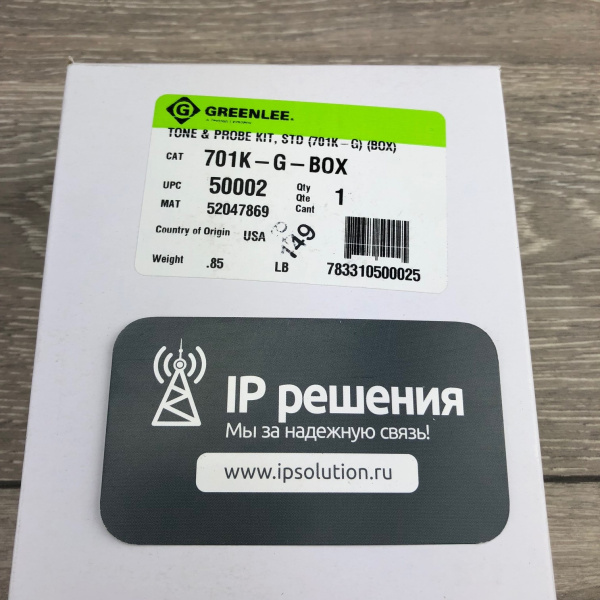 G GREENLEE.
TONE & PROBE KIT, STD (701K-G) (BOX)
CAT 701K-G-BOX
UPC 50002 Qty Qte Cant 1
MAT 52047869
Country of Origin USA 149
Weight .85 LB 783310500025
IP решения
Мы за надежную связь!
www.ipsolution.ru